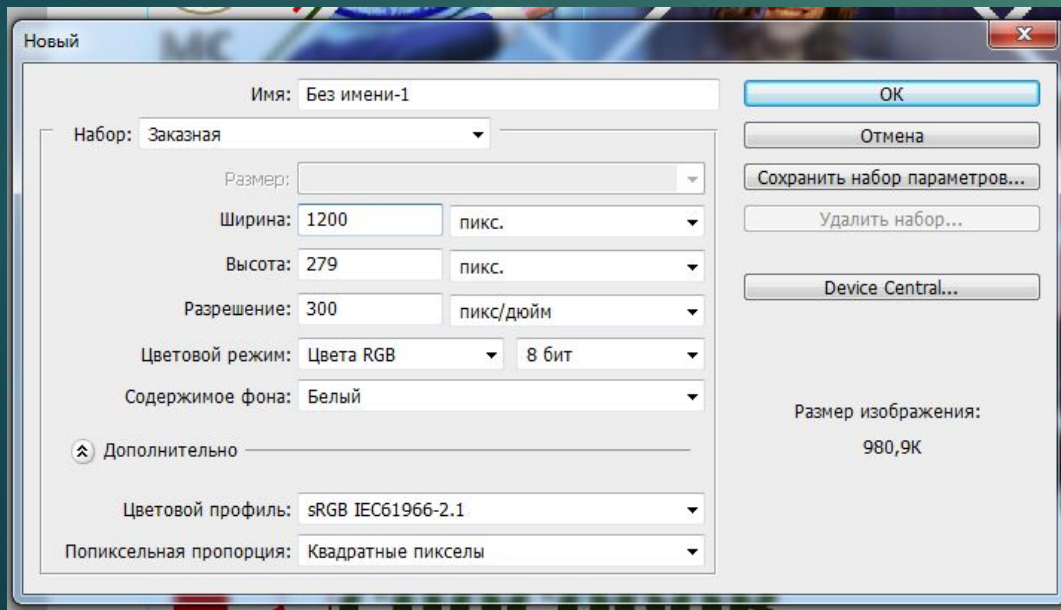 МС
Новый
Имя: Без имени-1
ОК
Набор: Заказная
Отмена
Размер:
Сохранить набор параметров...
Ширина: 1200 пикс.
Удалить набор...
Высота: 279 пикс.
Device Central...
Разрешение: 300 пикс/дюйм
Цветовой режим: Цвета RGB 8 бит
Содержимое фона: Белый
Размер изображения:
980,9K
Дополнительно
Цветовой профиль: sRGB IEC61966-2.1
Попиксельная пропорция: Квадратные пикселы